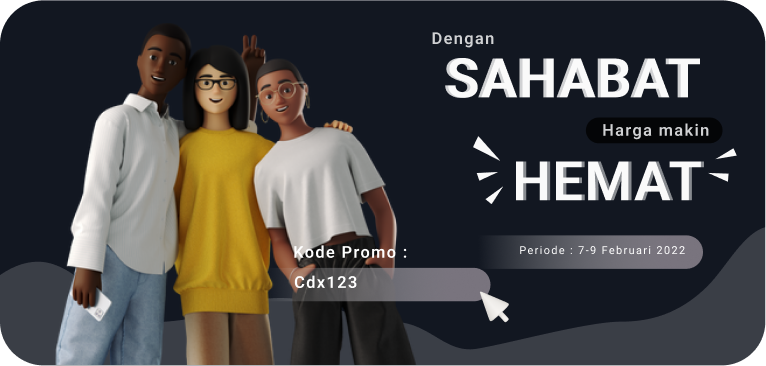 Dengan
SAHABAT
Harga makin
HEMAT
Periode : 7-9 Februari 2022
Kode Promo :
Cdx123